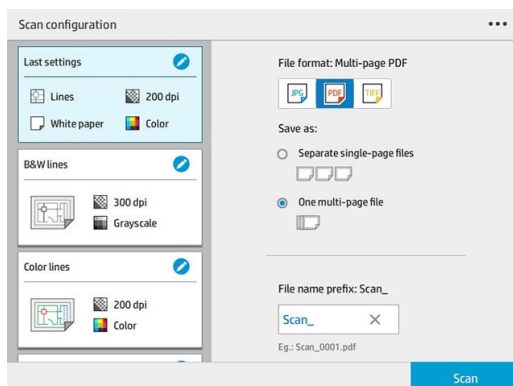 Scan configuration
Last settings
Lines
200 dpi
White paper
Color
B&W lines
300 dpi
Grayscale
Color lines
200 dpi
Color
File format: Multi-page PDF
JPG
PDF
TIFF
Save as:
Separate single-page files
One multi-page file
File name prefix: Scan_
Scan_
Eg.: Scan_0001.pdf
Scan